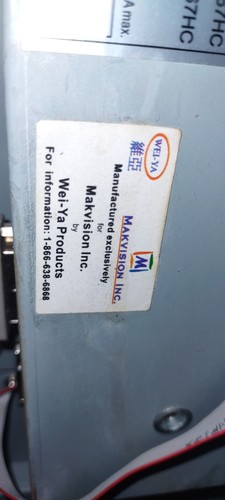 WEI-YA
維亞
M
MAKVISION INC.
Manufactured exclusively
for
Makvision Inc.
by
Wei-Ya Products
For information: 1-866-638-6868
A max.
67HC